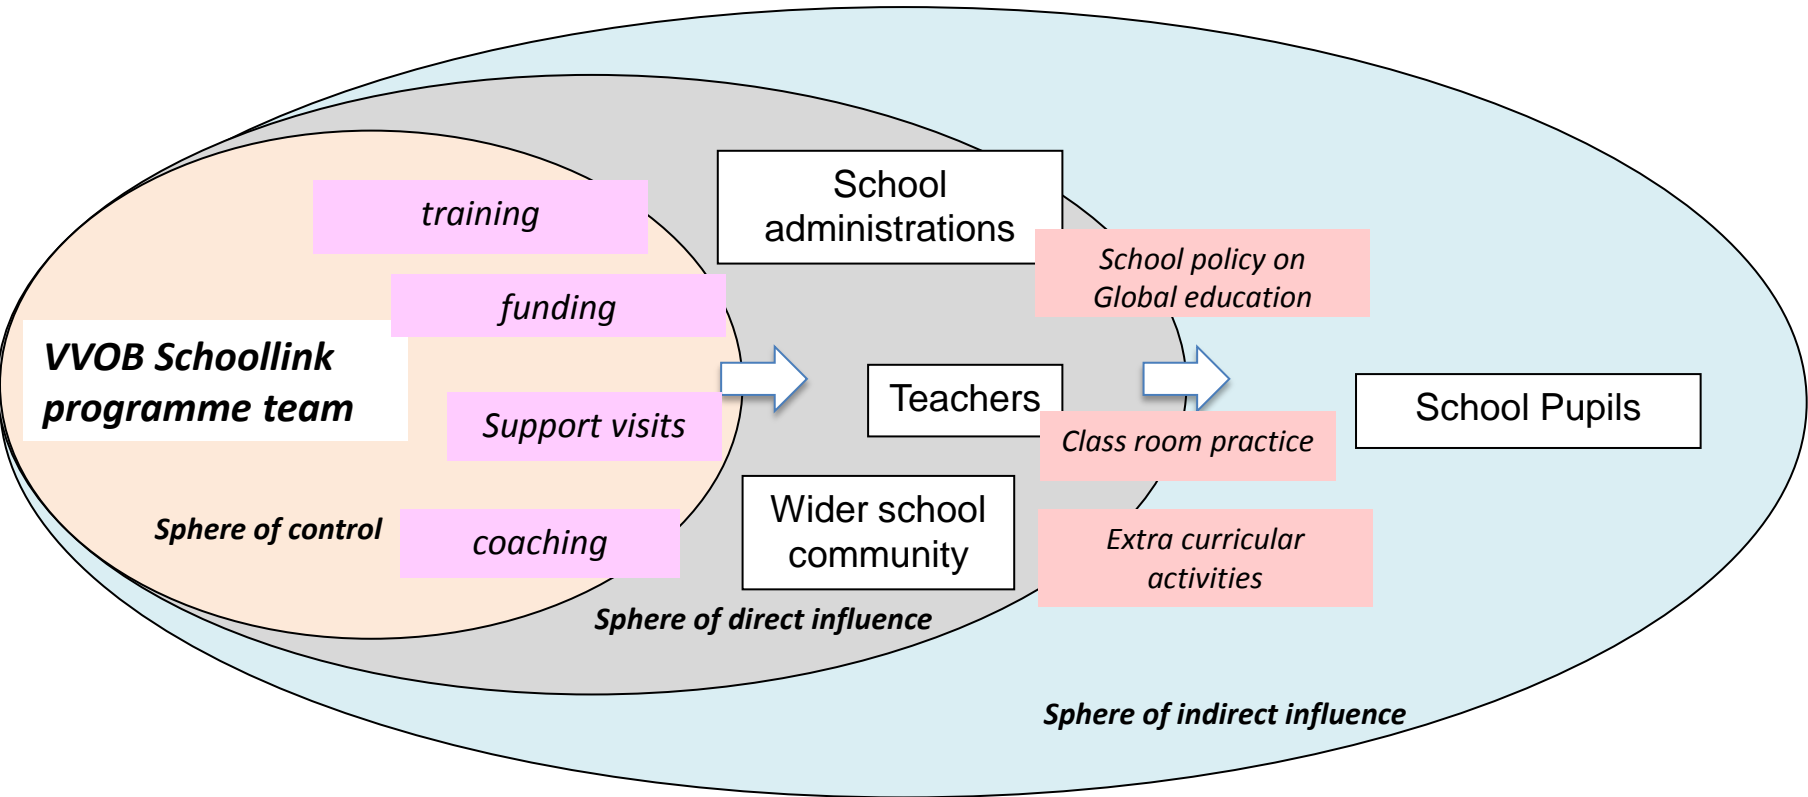 training
funding
VVOB Schoollink
programme team
Support visits
Sphere of control
coaching
School
administrations
School policy on
Global education
Teachers
Class room practice
Wider school
community
Extra curricular
activities
Sphere of direct influence
School Pupils
Sphere of indirect influence